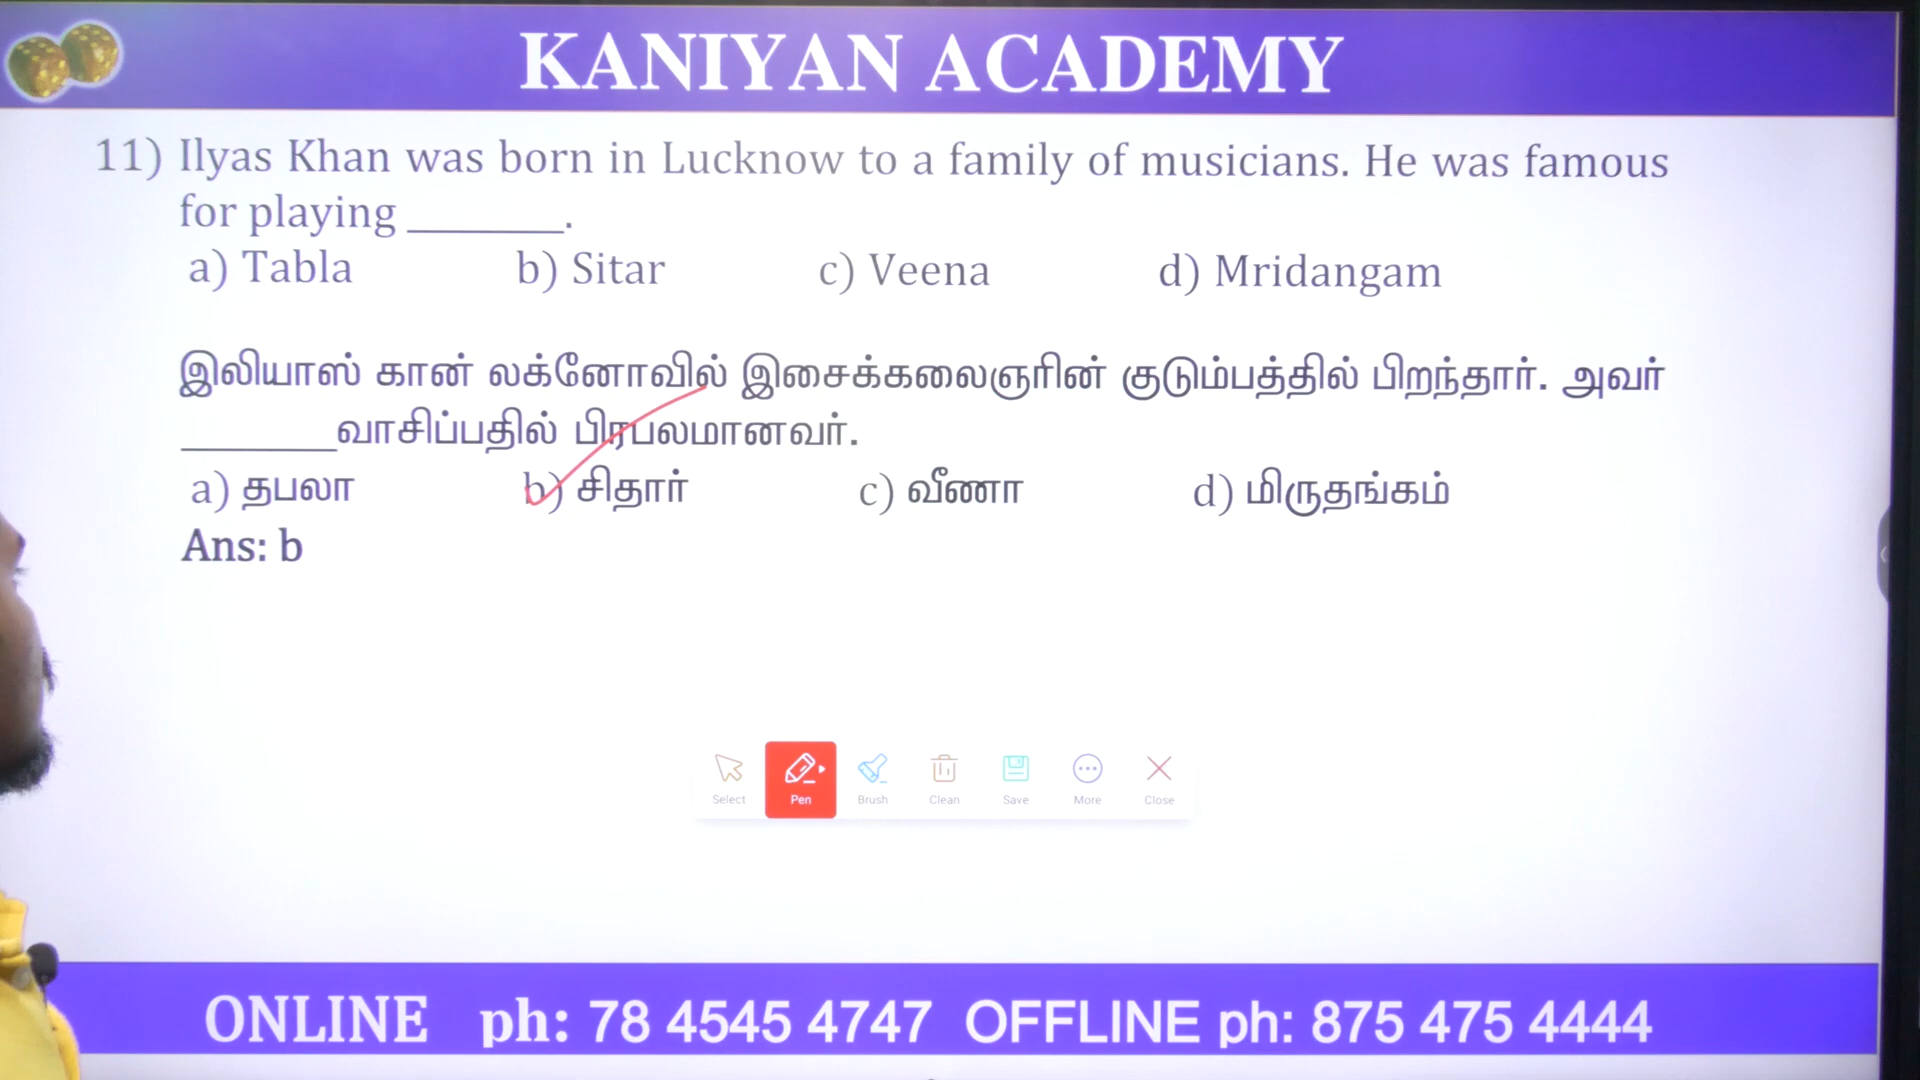 KANIYAN ACADEMY
11) Ilyas Khan was born in Lucknow to a family of musicians. He was famous
for playing _______.
a) Tabla b) Sitar c) Veena d) Mridangam
இலியாஸ் கான் லக்னோவில் இசைக்கலைஞரின் குடும்பத்தில் பிறந்தார். அவர்
_______வாசிப்பதில் பிரபலமானவர்.
a) தபலா b) சிதார் c) வீணா d) மிருதங்கம்
Ans: b
Select Pen Brush Clean Save More Close
ONLINE ph: 78 4545 4747 OFFLINE ph: 875 475 4444